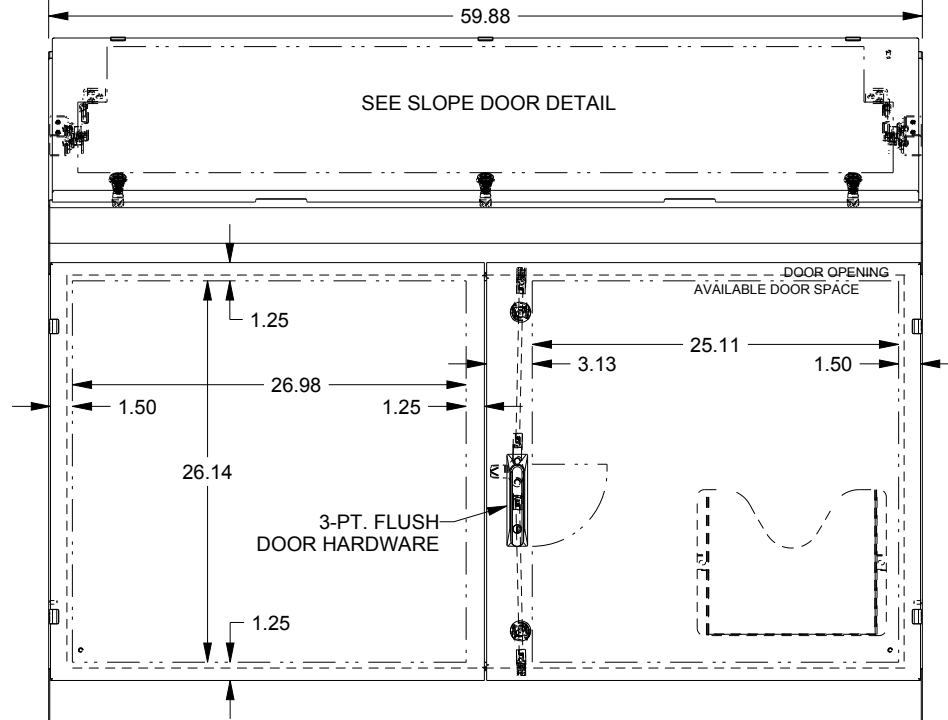 59.88
SEE SLOPE DOOR DETAIL
DOOR OPENING
AVAILABLE DOOR SPACE
1.25
25.11
3.13
1.50
26.98
1.50
1.25
26.14
3-PT. FLUSH
DOOR HARDWARE
1.25